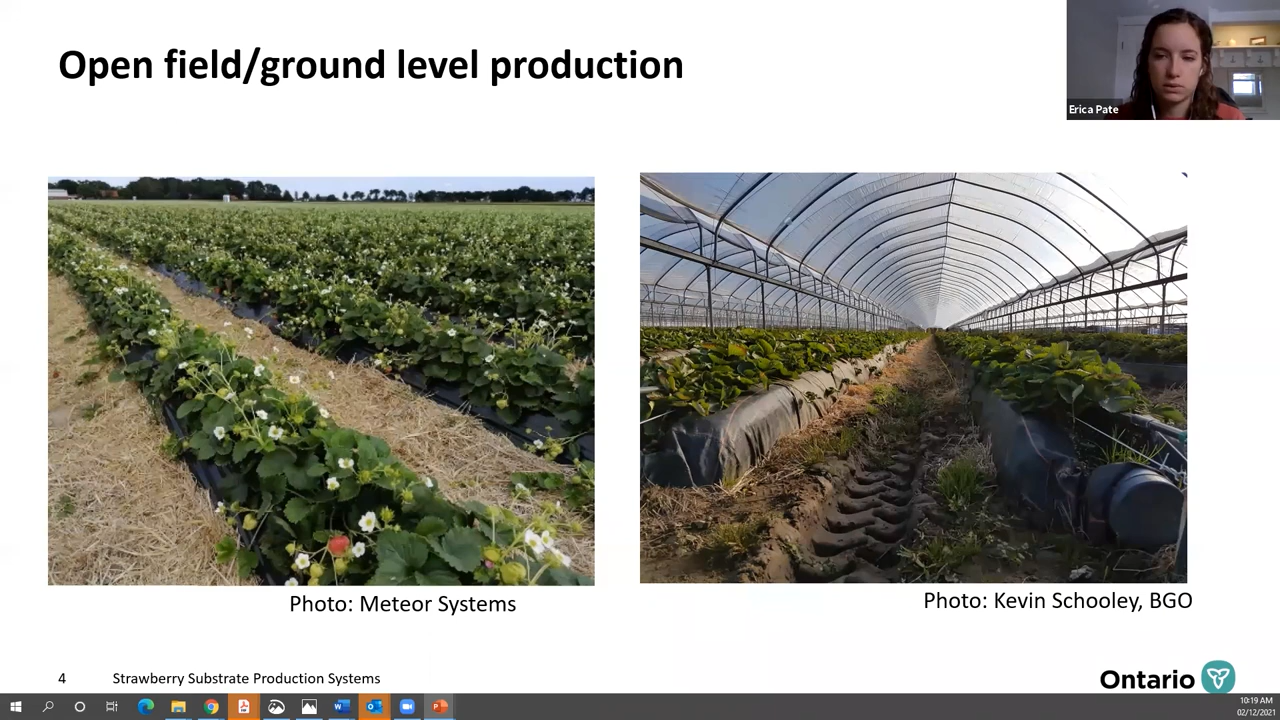 Open field/ground level production
Erica Pate
Photo: Meteor Systems
Photo: Kevin Schooley, BGO
4
Strawberry Substrate Production Systems
Ontario
10:19 AM
02/12/2021